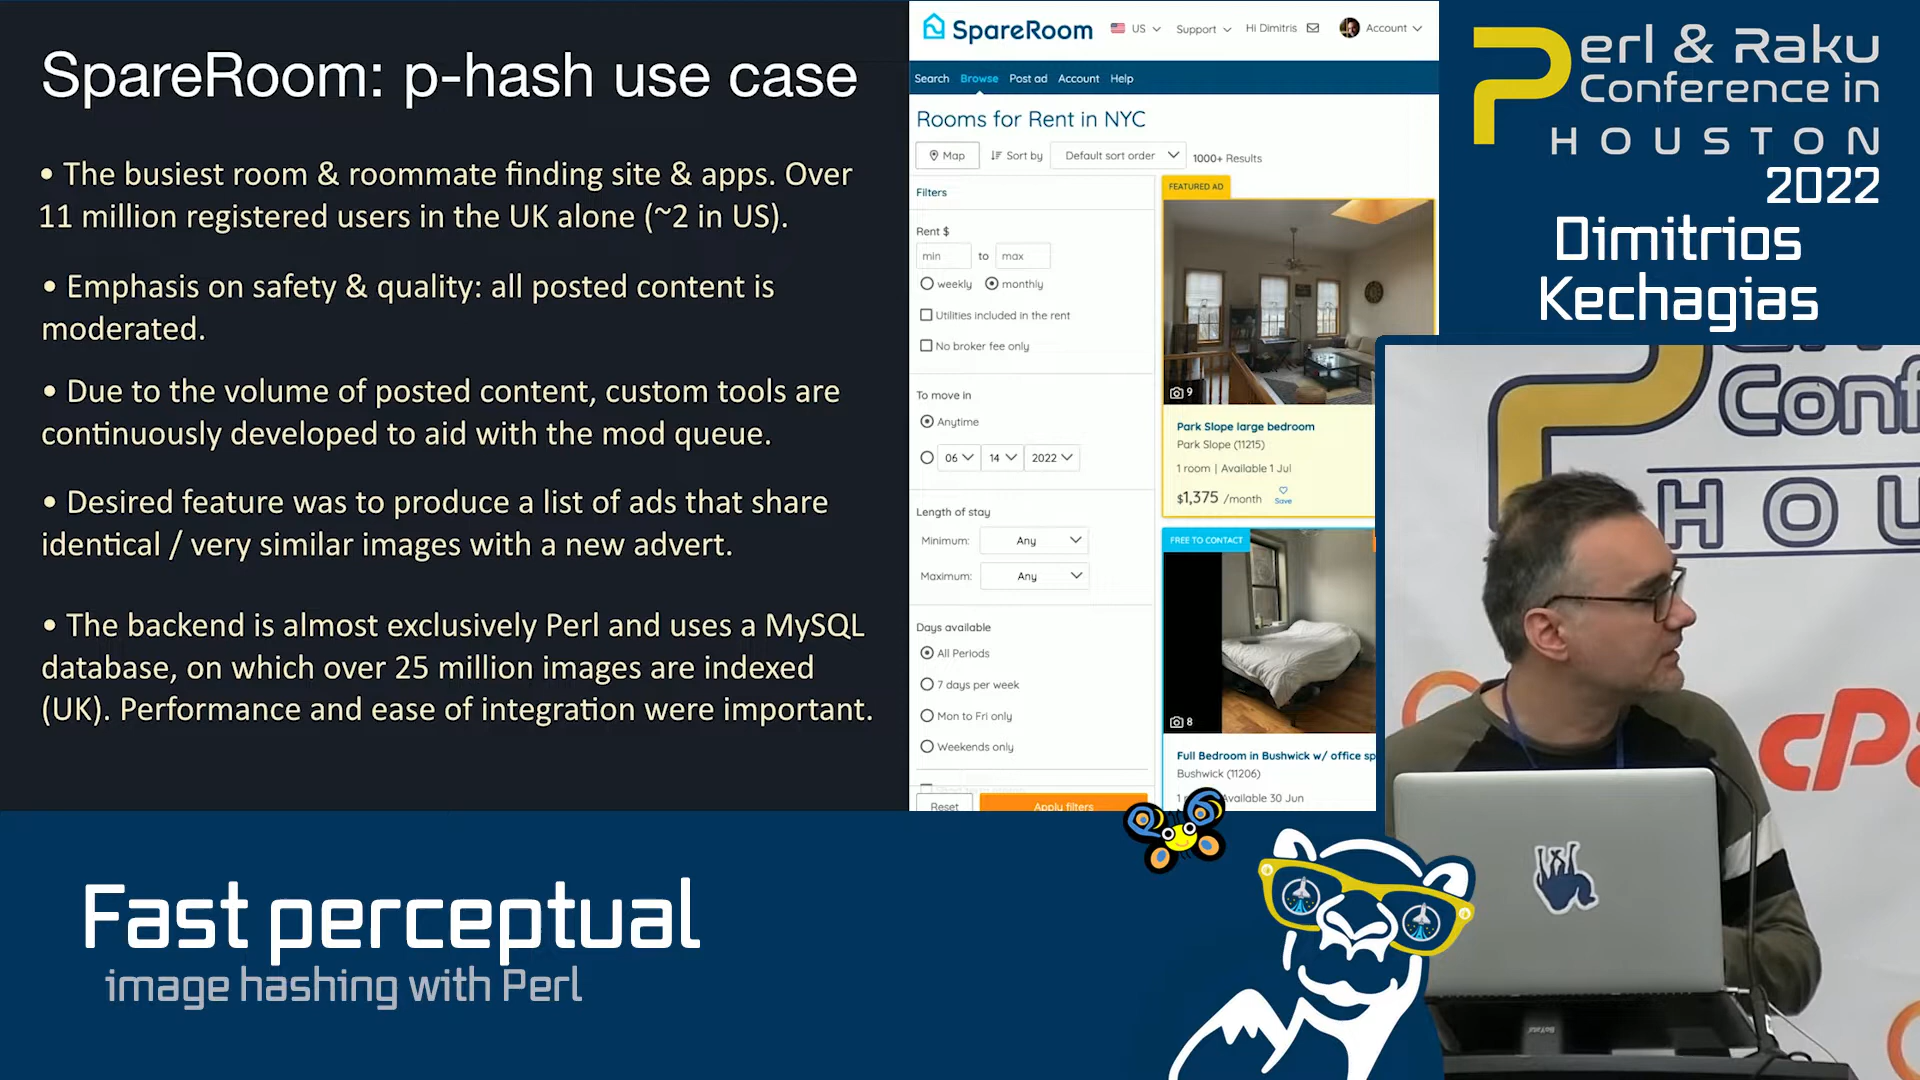 SpareRoom: p-hash use case
• The busiest room & roommate finding site & apps. Over
11 million registered users in the UK alone (~2 in US).
• Emphasis on safety & quality: all posted content is
moderated.
• Due to the volume of posted content, custom tools are
continuously developed to aid with the mod queue.
• Desired feature was to produce a list of ads that share
identical / very similar images with a new advert.
• The backend is almost exclusively Perl and uses a MySQL
database, on which over 25 million images are indexed
(UK). Performance and ease of integration were important.
SpareRoom US Support Hi Dimitris Account
Search Browse Post ad Account Help
Rooms for Rent in NYC
Map Sort by Default sort order 1000+ Results
Filters
Rent $
min to max
weekly monthly
Utilities included in the rent
No broker fee only
To move in
Anytime
06 14 2022
Length of stay
Minimum: Any
Maximum: Any
Days available
All Periods
7 days per week
Mon to Fri only
Weekends only
Reset Apply filters
FEATURED AD
9
Park Slope large bedroom
Park Slope (11215)
1 room | Available 1 Jul
$1,375 /month Save
FREE TO CONTACT
8
Full Bedroom in Bushwick w/ office sp
Bushwick (11206)
Available 30 Jun
Perl & Raku
Conference in
HOUSTON
2022
Dimitrios
Kechagias
Conf
HOU
cPa
Fast perceptual
image hashing with Perl